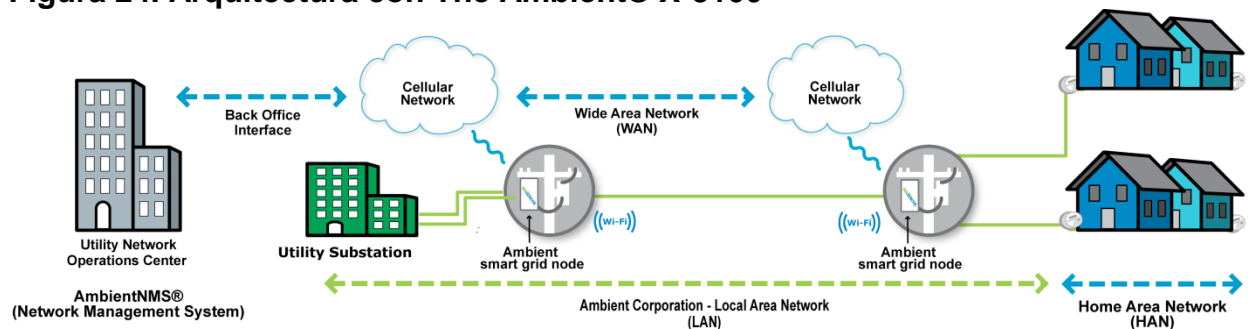 Cellular
Network
Cellular
Network
Back Office
Interface
Wide Area Network
(WAN)
((Wi-Fi))
((Wi-Fi))
Utility Network
Operations Center
Utility Substation
Ambient
smart grid node
Ambient
smart grid node
AmbientNMS®
(Network Management System)
Ambient Corporation - Local Area Network
(LAN)
Home Area Network
(HAN)